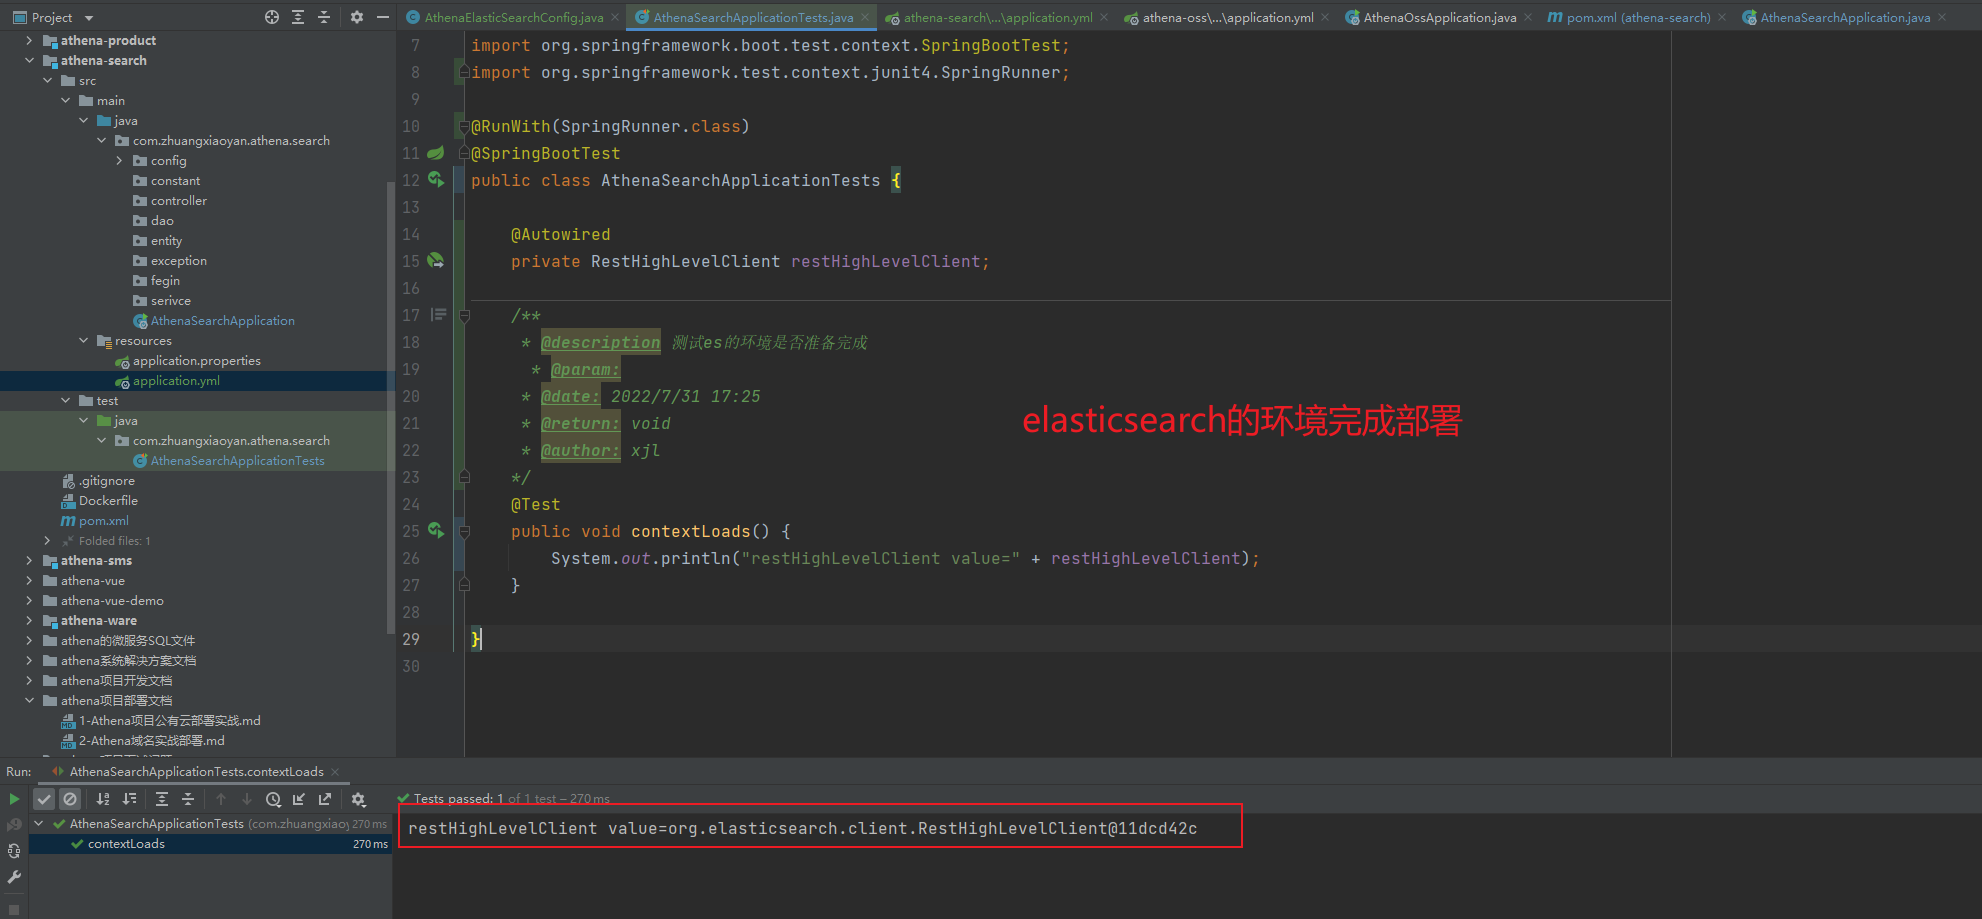 Project
AthenaElasticSearchConfig.java
AthenaSearchApplicationTests.java
athena-search\...\application.yml
athena-oss\...\application.yml
AthenaOssApplication.java
pom.xml (athena-search)
AthenaSearchApplication.java
athena-product
athena-search
src
main
java
com.zhuangxiaoyan.athena.search
config
constant
controller
dao
entity
exception
fegin
serivce
AthenaSearchApplication
resources
application.properties
application.yml
test
java
com.zhuangxiaoyan.athena.search
AthenaSearchApplicationTests
.gitignore
Dockerfile
pom.xml
Folded files: 1
athena-sms
athena-vue
athena-vue-demo
athena-ware
athena的微服务SQL文件
athena系统解决方案文档
athena项目开发文档
athena项目部署文档
1-Athena项目公有云部署实战.md
2-Athena域名实战部署.md
7 import org.springframework.boot.test.context.SpringBootTest;
8 import org.springframework.test.context.junit4.SpringRunner;
9
10 @RunWith(SpringRunner.class)
11 @SpringBootTest
12 public class AthenaSearchApplicationTests {
13
14 @Autowired
15 private RestHighLevelClient restHighLevelClient;
16
17 /**
18 * @description 测试es的环境是否准备完成
19 * @param:
20 * @date: 2022/7/31 17:25
21 * @return: void
22 * @author: xjl
23 */
24 @Test
25 public void contextLoads() {
26 System.out.println("restHighLevelClient value=" + restHighLevelClient);
27 }
28
29 }
30
elasticsearch的环境完成部署
Run: AthenaSearchApplicationTests.contextLoads
Tests passed: 1 of 1 test – 270 ms
AthenaSearchApplicationTests (com.zhuangxiaoy 270 ms
contextLoads 270 ms
restHighLevelClient value=org.elasticsearch.client.RestHighLevelClient@11dcd42c